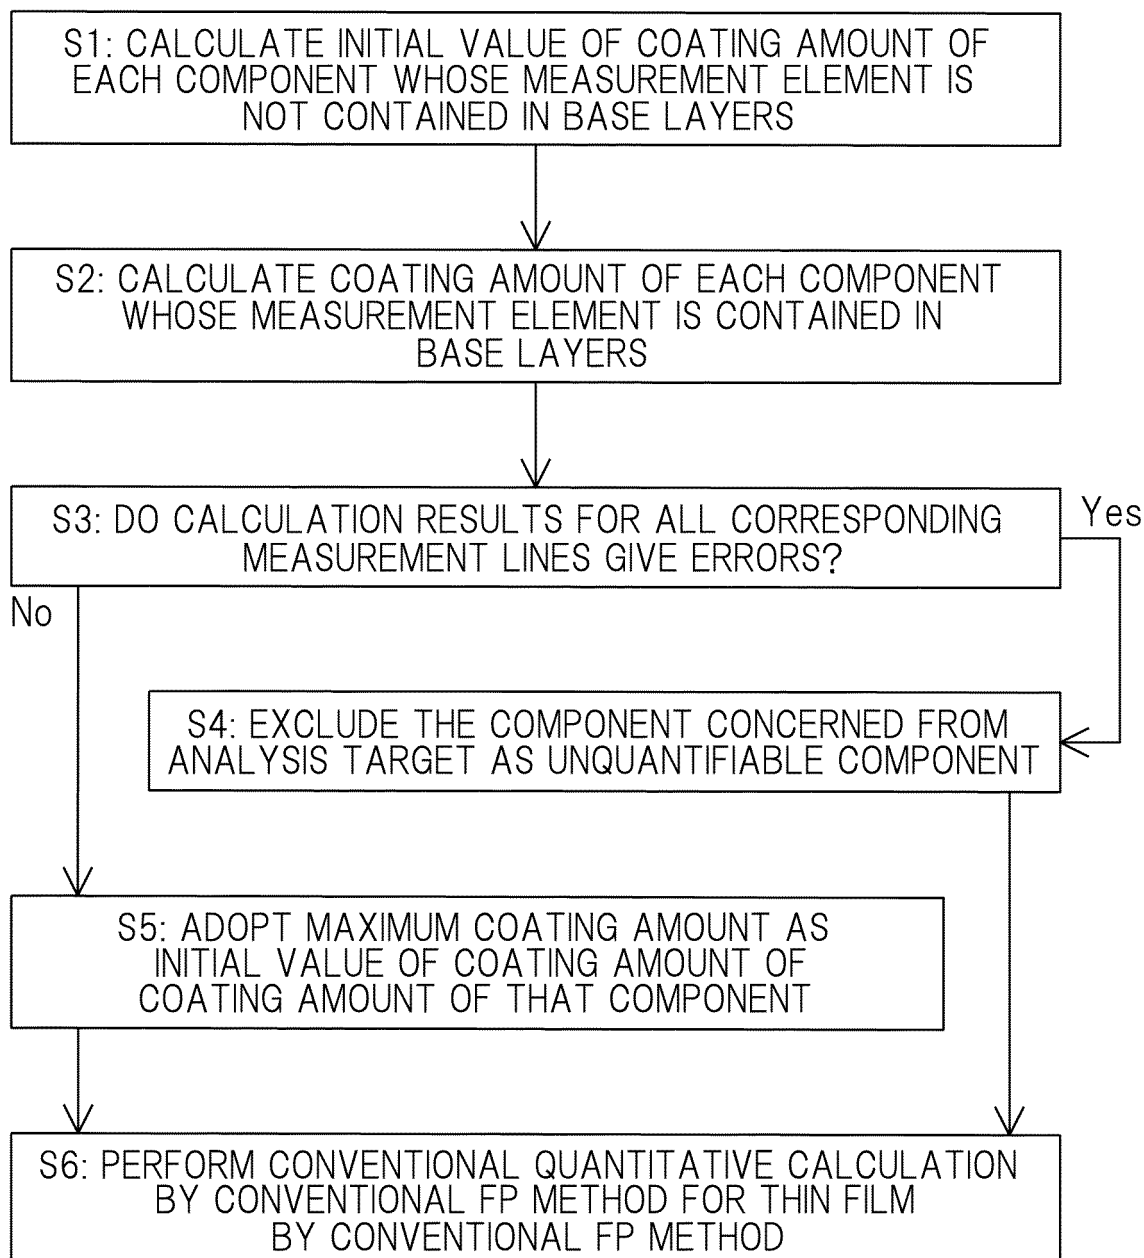 S1: CALCULATE INITIAL VALUE OF COATING AMOUNT OF
EACH COMPONENT WHOSE MEASUREMENT ELEMENT IS
NOT CONTAINED IN BASE LAYERS
S2: CALCULATE COATING AMOUNT OF EACH COMPONENT
WHOSE MEASUREMENT ELEMENT IS CONTAINED IN
BASE LAYERS
S3: DO CALCULATION RESULTS FOR ALL CORRESPONDING
MEASUREMENT LINES GIVE ERRORS?
Yes
No
S4: EXCLUDE THE COMPONENT CONCERNED FROM
ANALYSIS TARGET AS UNQUANTIFIABLE COMPONENT
S5: ADOPT MAXIMUM COATING AMOUNT AS
INITIAL VALUE OF COATING AMOUNT OF
COATING AMOUNT OF THAT COMPONENT
S6: PERFORM CONVENTIONAL QUANTITATIVE CALCULATION
BY CONVENTIONAL FP METHOD FOR THIN FILM
BY CONVENTIONAL FP METHOD